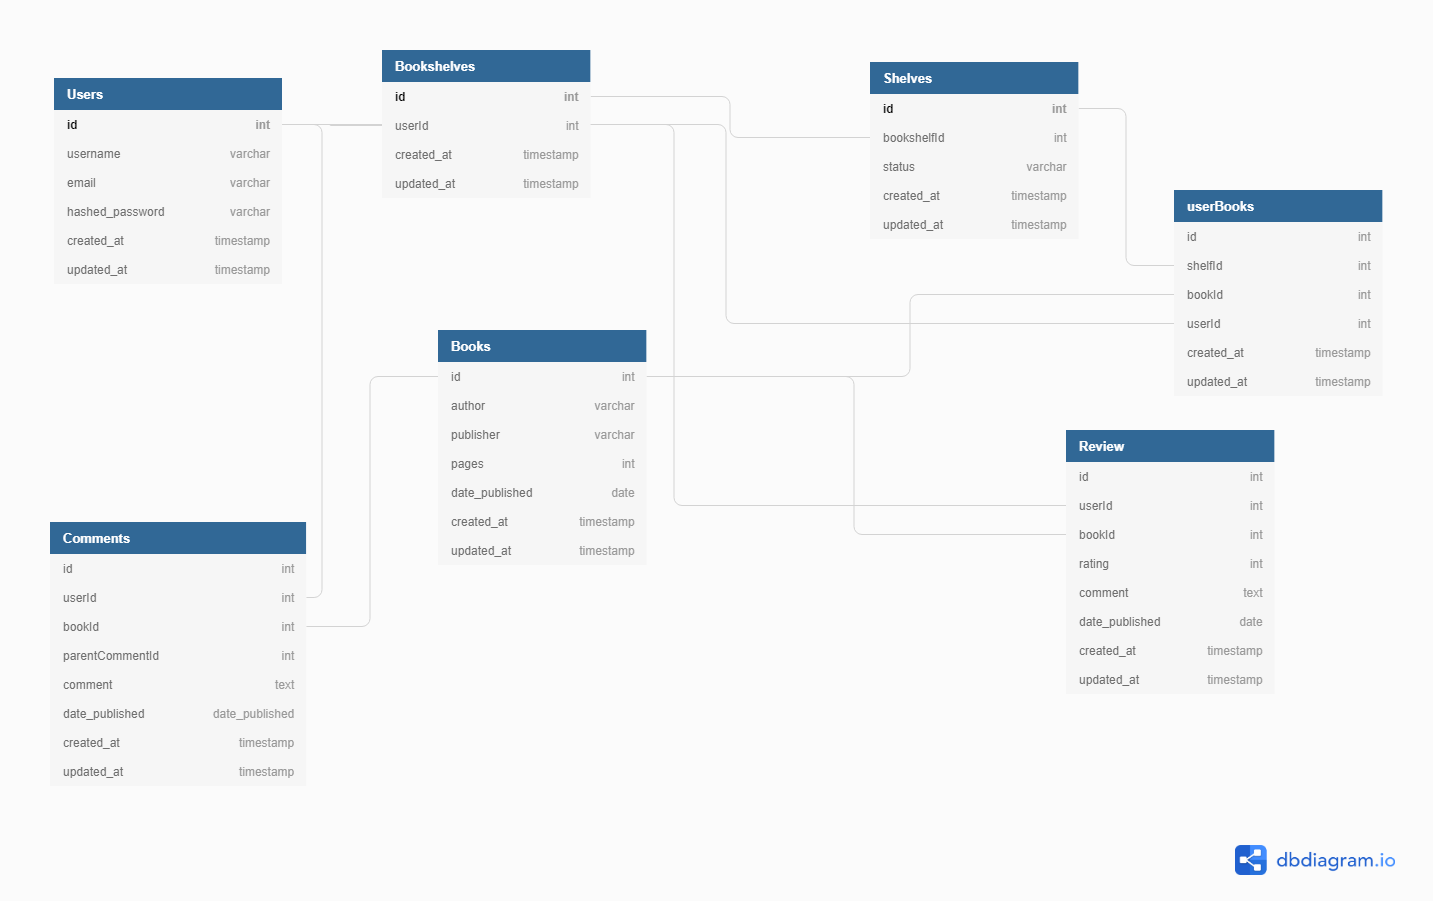 Users
id int
username varchar
email varchar
hashed_password varchar
created_at timestamp
updated_at timestamp
Bookshelves
id int
userId int
created_at timestamp
updated_at timestamp
Shelves
id int
bookshelfId int
status varchar
created_at timestamp
updated_at timestamp
userBooks
id int
shelfId int
bookId int
userId int
created_at timestamp
updated_at timestamp
Books
id int
author varchar
publisher varchar
pages int
date_published date
created_at timestamp
updated_at timestamp
Review
id int
userId int
bookId int
rating int
comment text
date_published date
created_at timestamp
updated_at timestamp
Comments
id int
userId int
bookId int
parentCommentId int
comment text
date_published date_published
created_at timestamp
updated_at timestamp
dbdiagram.io